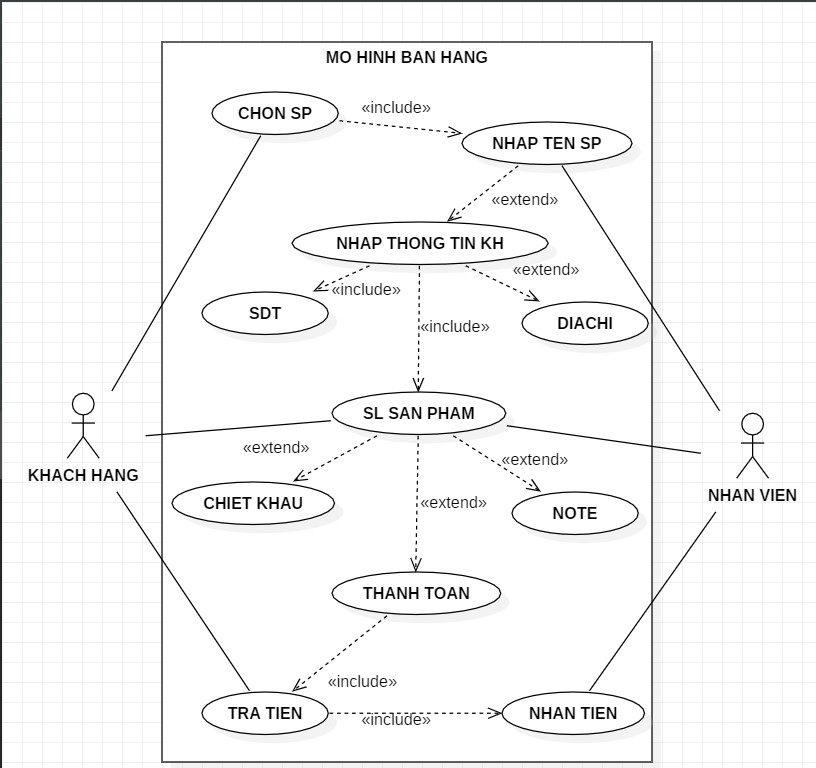 MO HINH BAN HANG
CHON SP
«include»
NHAP TEN SP
«extend»
NHAP THONG TIN KH
«extend»
«include»
SDT
DIACHI
«include»
SL SAN PHAM
«extend»
«extend»
KHACH HANG
CHIET KHAU
«extend»
NOTE
NHAN VIEN
THANH TOAN
«include»
TRA TIEN
«include»
NHAN TIEN